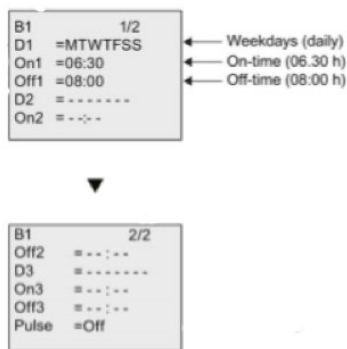 B1 1/2
D1 =MTWTFSS Weekdays (daily)
On1 =06:30 On-time (06.30 h)
Off1 =08:00 Off-time (08:00 h)
D2 = - - - - - - -
On2 = - -:- -
B1 2/2
Off2 = - - : - -
D3 = - - - - - - -
On3 = - - : - -
Off3 = - - : - -
Pulse =Off